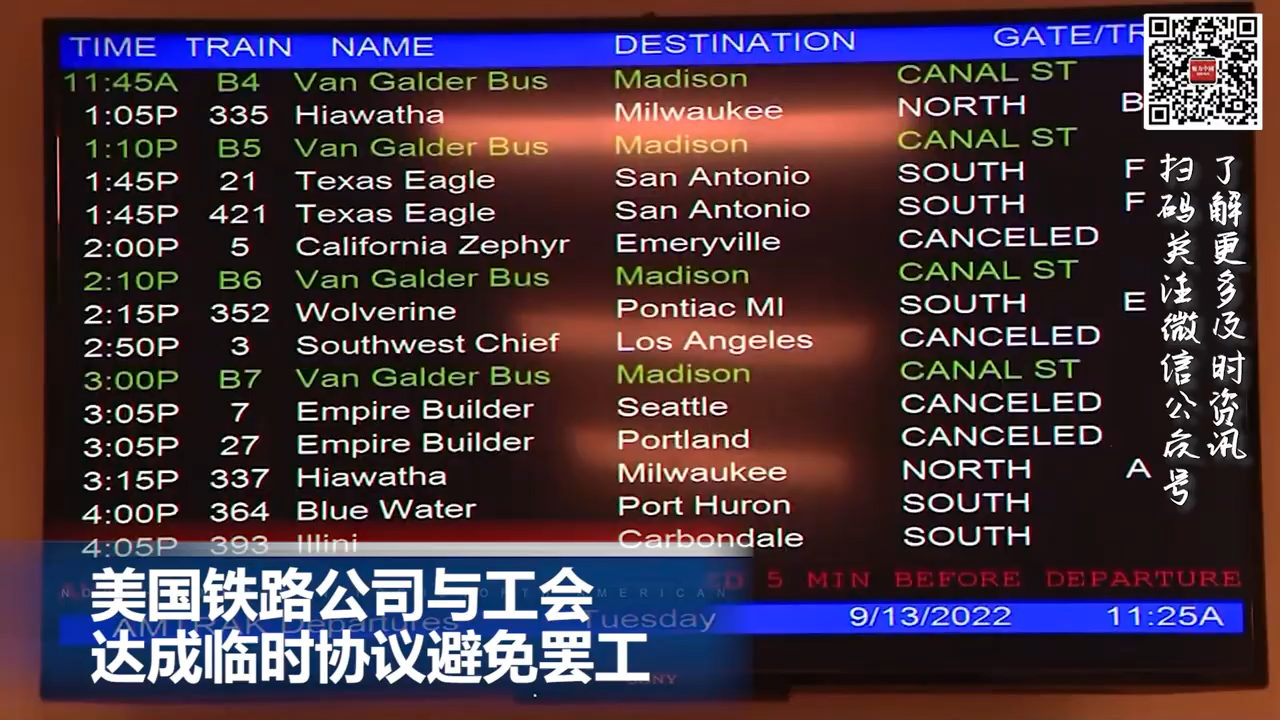 TIME TRAIN NAME DESTINATION GATE/TR
11:45A B4 Van Galder Bus Madison CANAL ST
1:05P 335 Hiawatha Milwaukee NORTH B
1:10P B5 Van Galder Bus Madison CANAL ST
1:45P 21 Texas Eagle San Antonio SOUTH F
1:45P 421 Texas Eagle San Antonio SOUTH F
2:00P 5 California Zephyr Emeryville CANCELED
2:10P B6 Van Galder Bus Madison CANAL ST
2:15P 352 Wolverine Pontiac MI SOUTH E
2:50P 3 Southwest Chief Los Angeles CANCELED
3:00P B7 Van Galder Bus Madison CANAL ST
3:05P 7 Empire Builder Seattle CANCELED
3:05P 27 Empire Builder Portland CANCELED
3:15P 337 Hiawatha Milwaukee NORTH A
4:00P 364 Blue Water Port Huron SOUTH
4:05P 393 Illini Carbondale SOUTH
5 MIN BEFORE DEPARTURE
AMTRAK Departures Tuesday 9/13/2022 11:25A
SONY
美国铁路公司与工会
达成临时协议避免罢工
了解更多及时资讯
扫码关注微信公众号